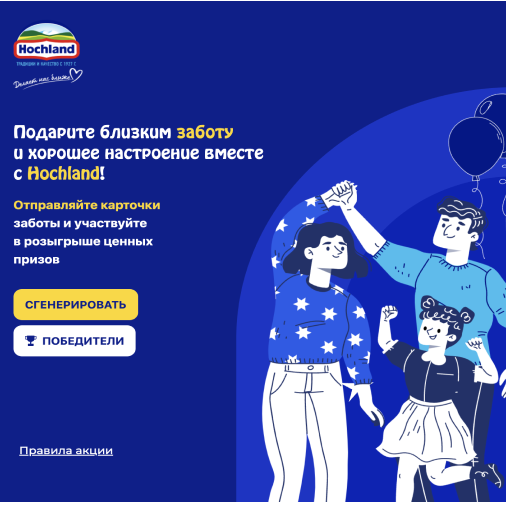 Hochland
ТРАДИЦИИ И КАЧЕСТВО С 1927 Г.
Делает нас ближе
Подарите близким заботу
и хорошее настроение вместе
с Hochland!
Отправляйте карточки
заботы и участвуйте
в розыгрыше ценных
призов
СГЕНЕРИРОВАТЬ
ПОБЕДИТЕЛИ
Правила акции